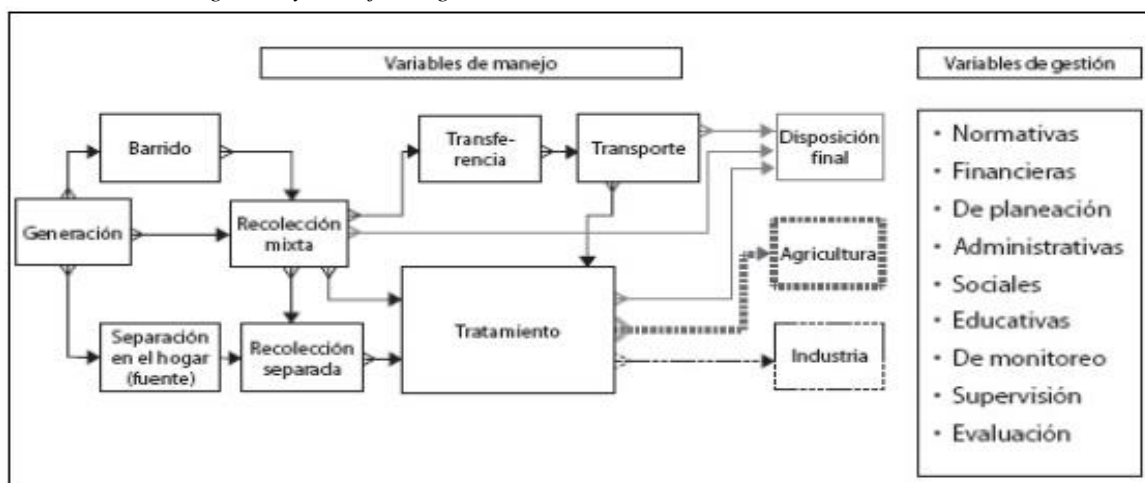 Variables de manejo
Variables de gestión
Barrido
Transfe-
rencia
Transporte
Disposición
final
Generación
Recolección
mixta
Agricultura
Tratamiento
Separación
en el hogar
(fuente)
Recolección
separada
Industria
• Normativas
• Financieras
• De planeación
• Administrativas
• Sociales
• Educativas
• De monitoreo
• Supervisión
• Evaluación